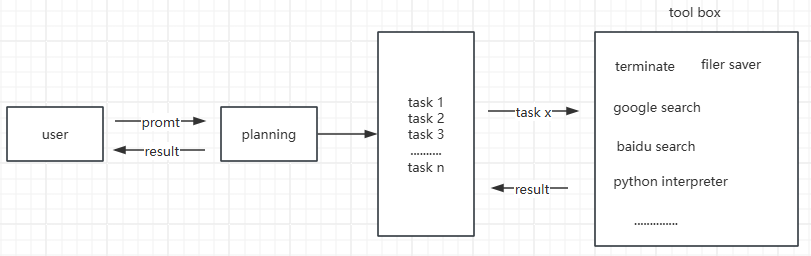 tool box
user
promt
result
planning
task 1
task 2
task 3
..........
task n
task x
result
terminate
filer saver
google search
baidu search
python interpreter
..............